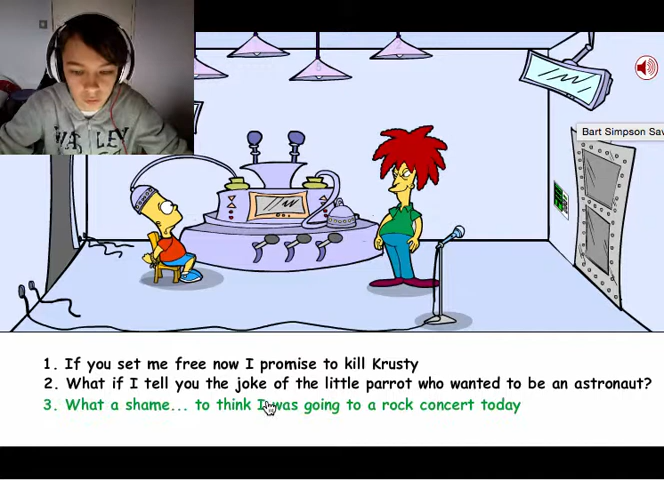 WA LEY
Bart Simpson Sav
1. If you set me free now I promise to kill Krusty
2. What if I tell you the joke of the little parrot who wanted to be an astronaut?
3. What a shame... to think I was going to a rock concert today